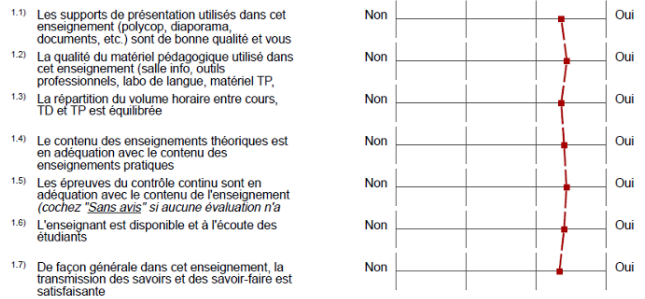 1.1) Les supports de présentation utilisés dans cet Non Oui
enseignement (polycop, diaporama,
documents, etc.) sont de bonne qualité et vous
1.2) La qualité du matériel pédagogique utilisé dans Non Oui
cet enseignement (salle info, outils
professionnels, labo de langue, matériel TP,
1.3) La répartition du volume horaire entre cours, Non Oui
TD et TP est équilibrée
1.4) Le contenu des enseignements théoriques est Non Oui
en adéquation avec le contenu des
enseignements pratiques
1.5) Les épreuves du contrôle continu sont en Non Oui
adéquation avec le contenu de l'enseignement
(cochez "Sans avis" si aucune évaluation n'a
1.6) L'enseignant est disponible et à l'écoute des Non Oui
étudiants
1.7) De façon générale dans cet enseignement, la Non Oui
transmission des savoirs et des savoir-faire est
satisfaisante